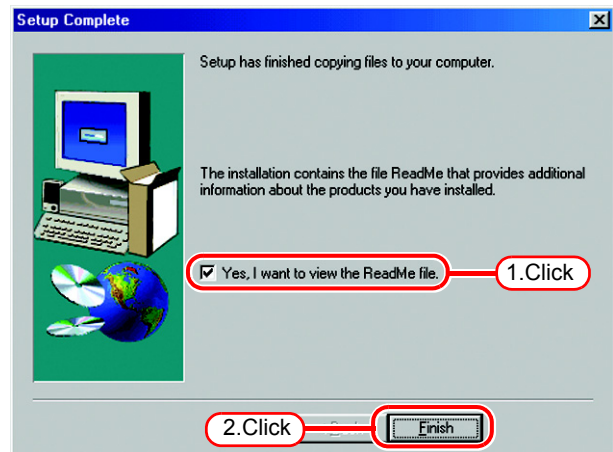 Setup Complete
Setup has finished copying files to your computer.
The installation contains the file ReadMe that provides additional
information about the products you have installed.
Yes, I want to view the ReadMe file.
1.Click
2.Click
Finish